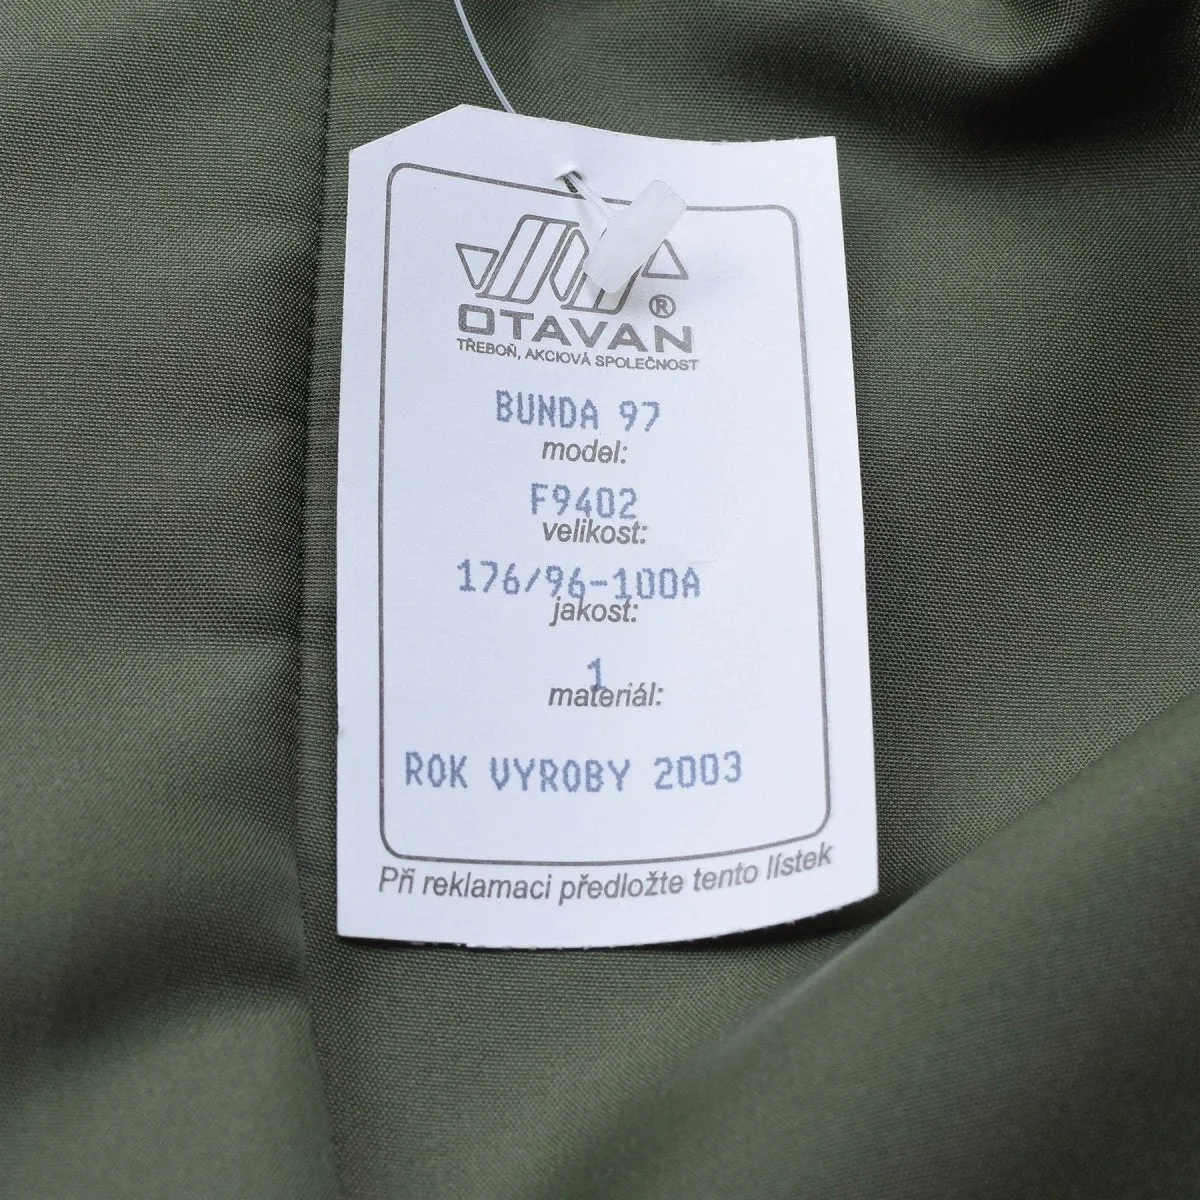 ®
OTAVAN
TŘEBOŇ, AKCIOVÁ SPOLEČNOST
BUNDA 97
model:
F9402
velikost:
176/96-100A
jakost:
1
materiál:
ROK VYROBY 2003
Při reklamaci předložte tento lístek